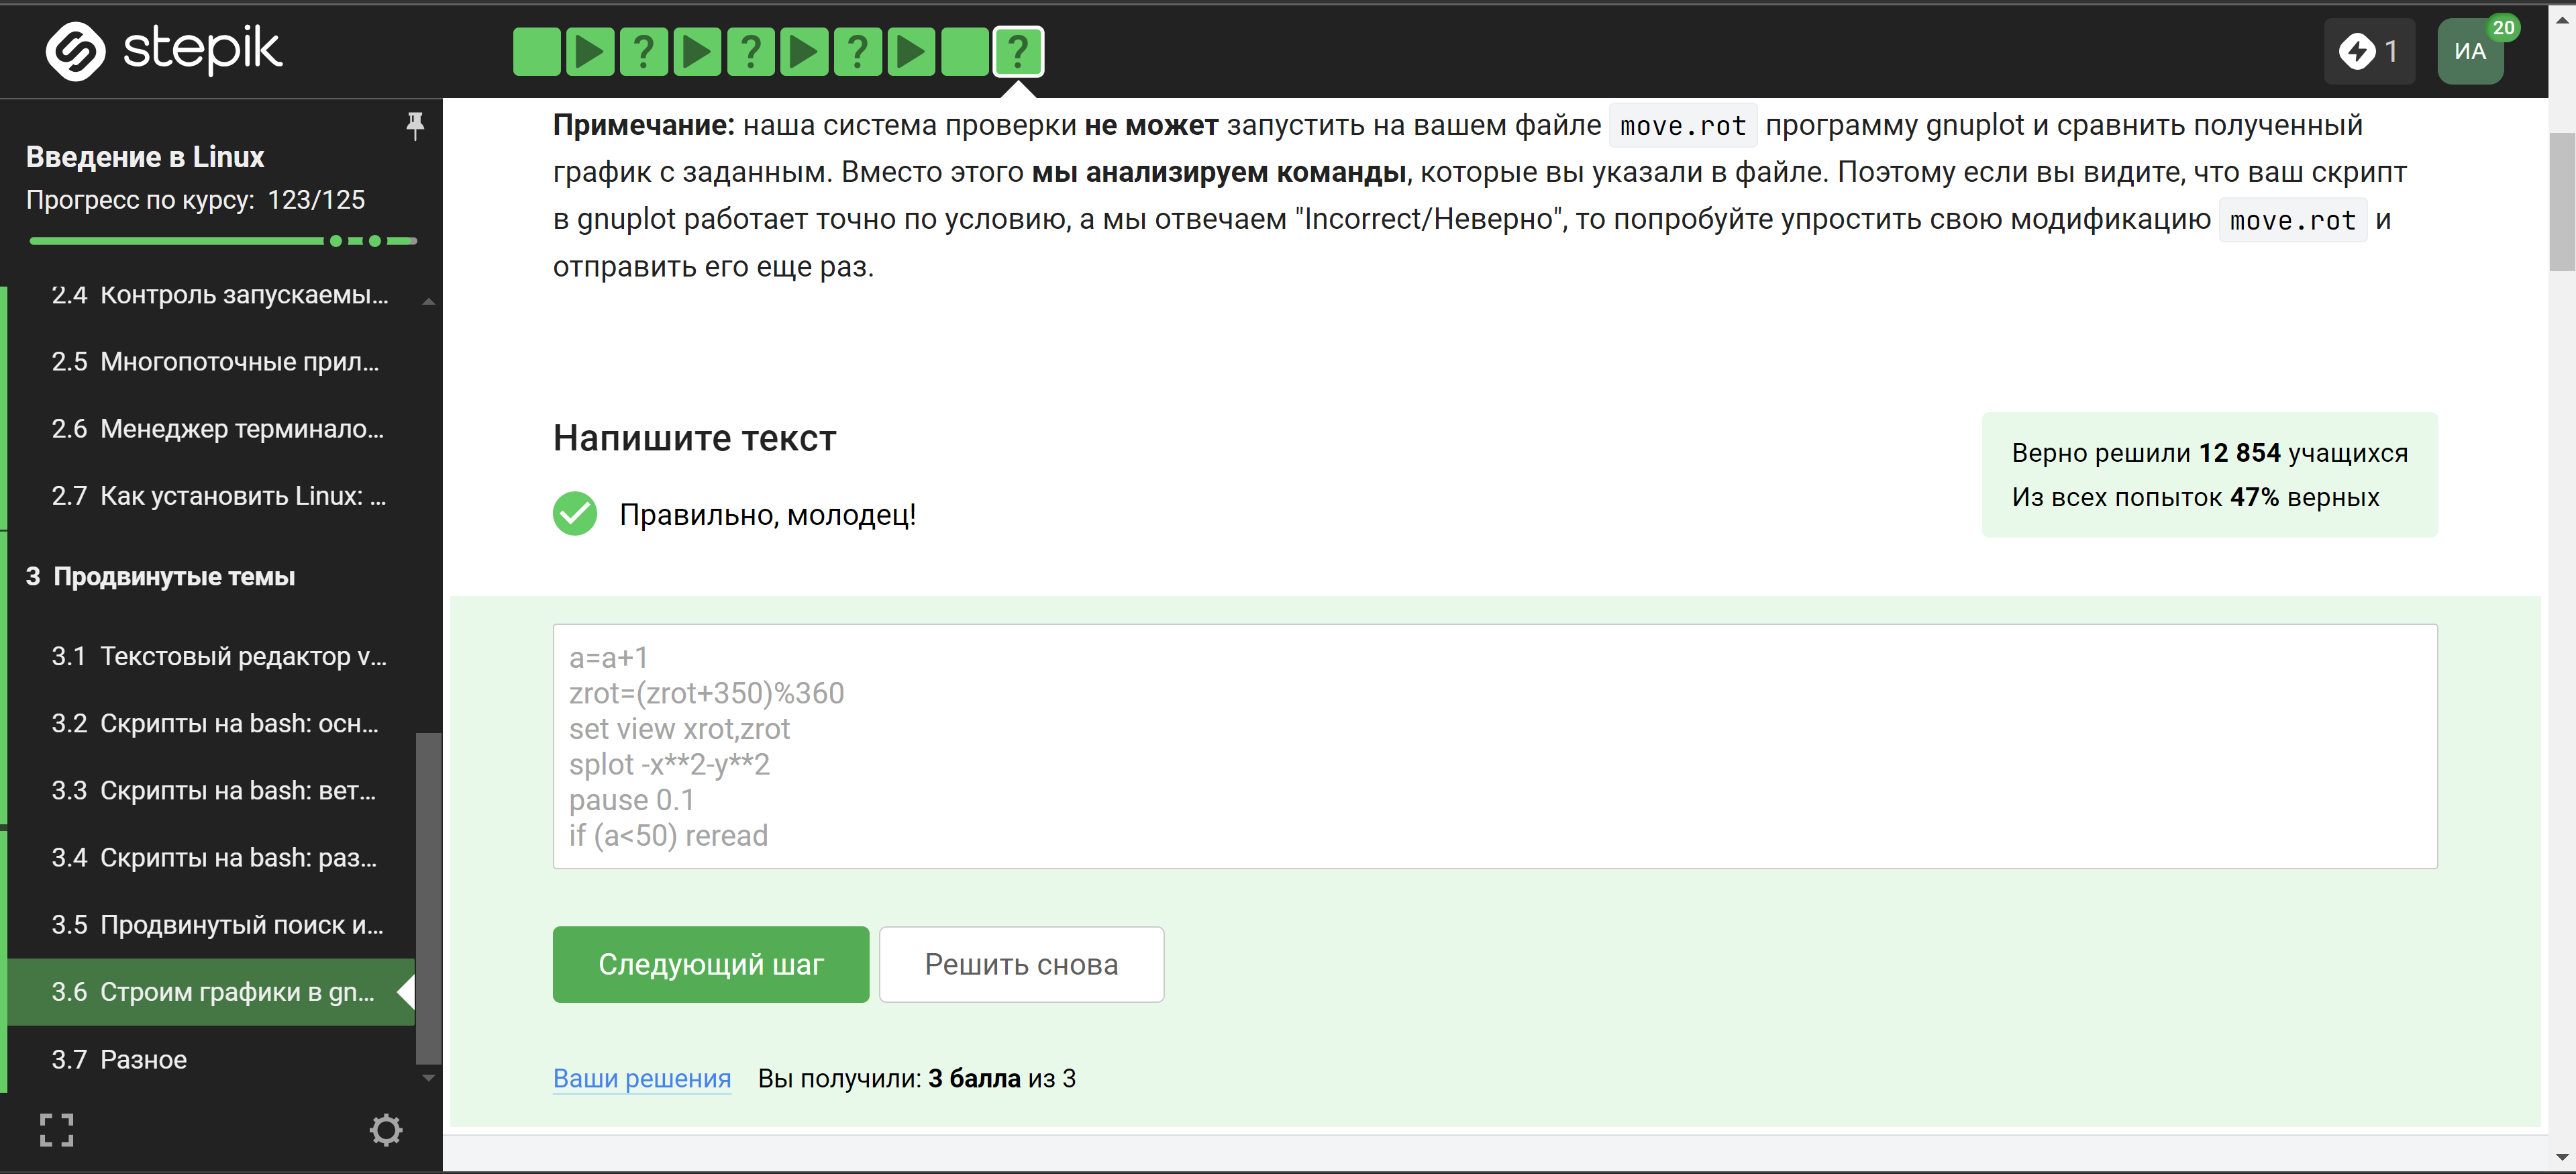 stepik
? ? ? ?
1
ИА
20
Введение в Linux
Прогресс по курсу: 123/125
2.4 Контроль запускаемы...
2.5 Многопоточные прил...
2.6 Менеджер терминало...
2.7 Как установить Linux: ...
3 Продвинутые темы
3.1 Текстовый редактор v...
3.2 Скрипты на bash: осн...
3.3 Скрипты на bash: вет...
3.4 Скрипты на bash: раз...
3.5 Продвинутый поиск и...
3.6 Строим графики в gn...
3.7 Разное
Примечание: наша система проверки не может запустить на вашем файле move.rot программу gnuplot и сравнить полученный
график с заданным. Вместо этого мы анализируем команды, которые вы указали в файле. Поэтому если вы видите, что ваш скрипт
в gnuplot работает точно по условию, а мы отвечаем "Incorrect/Неверно", то попробуйте упростить свою модификацию move.rot и
отправить его еще раз.
Напишите текст
Правильно, молодец!
Верно решили 12 854 учащихся
Из всех попыток 47% верных
a=a+1
zrot=(zrot+350)%360
set view xrot,zrot
splot -x**2-y**2
pause 0.1
if (a<50) reread
Следующий шаг
Решить снова
Ваши решения Вы получили: 3 балла из 3